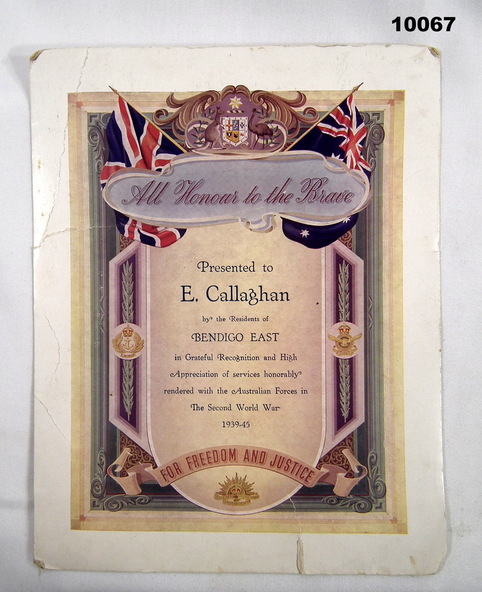 10067
All Honour to the Brave
Presented to
E. Callaghan
by the Residents of
BENDIGO EAST
in Grateful Recognition and High
Appreciation of services honorably
rendered with the Australian Forces in
The Second World War
1939-45
FOR FREEDOM AND JUSTICE